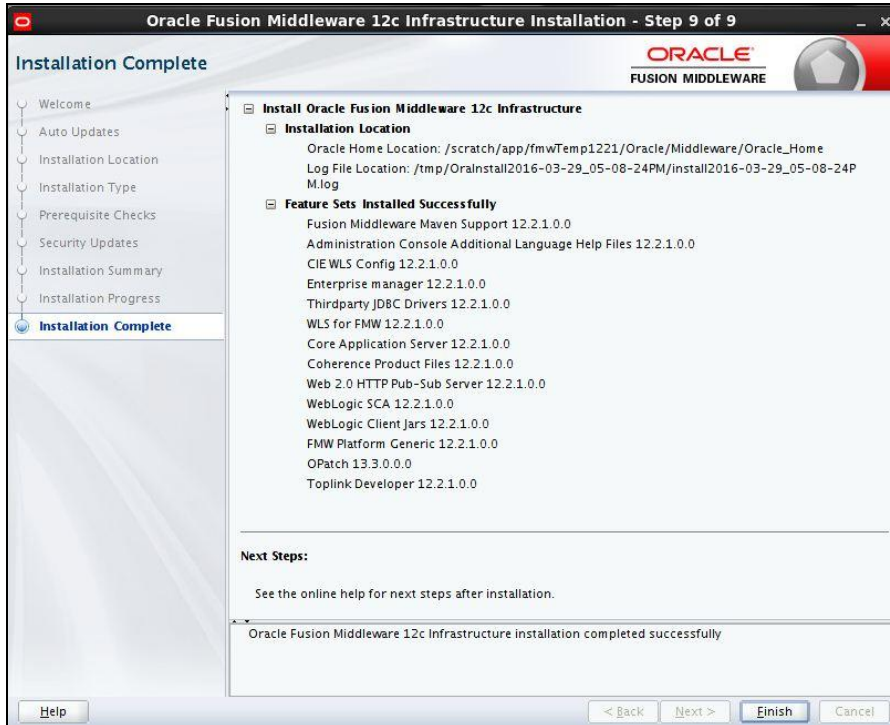 Oracle Fusion Middleware 12c Infrastructure Installation - Step 9 of 9
Installation Complete
ORACLE
FUSION MIDDLEWARE
Welcome
Auto Updates
Installation Location
Installation Type
Prerequisite Checks
Security Updates
Installation Summary
Installation Progress
Installation Complete
Install Oracle Fusion Middleware 12c Infrastructure
Installation Location
Oracle Home Location: /scratch/app/fmwTemp1221/Oracle/Middleware/Oracle_Home
Log File Location: /tmp/OraInstall2016-03-29_05-08-24PM/install2016-03-29_05-08-24P
M.log
Feature Sets Installed Successfully
Fusion Middleware Maven Support 12.2.1.0.0
Administration Console Additional Language Help Files 12.2.1.0.0
CIE WLS Config 12.2.1.0.0
Enterprise manager 12.2.1.0.0
Thirdparty JDBC Drivers 12.2.1.0.0
WLS for FMW 12.2.1.0.0
Core Application Server 12.2.1.0.0
Coherence Product Files 12.2.1.0.0
Web 2.0 HTTP Pub-Sub Server 12.2.1.0.0
WebLogic SCA 12.2.1.0.0
WebLogic Client Jars 12.2.1.0.0
FMW Platform Generic 12.2.1.0.0
OPatch 13.3.0.0.0
Toplink Developer 12.2.1.0.0
Next Steps:
See the online help for next steps after installation.
Oracle Fusion Middleware 12c Infrastructure installation completed successfully
Help
< Back
Next >
Finish
Cancel